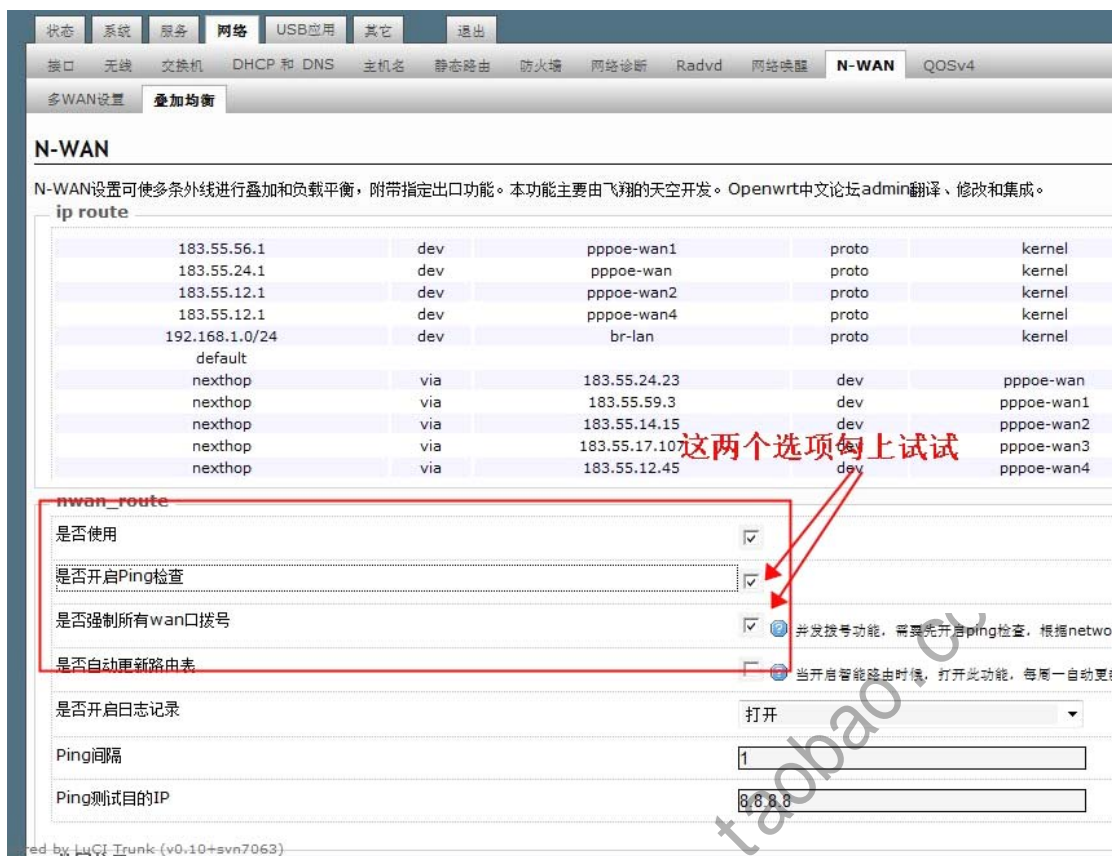 状态 系统 服务 网络 USB应用 其它 退出
接口 无线 交换机 DHCP 和 DNS 主机名 静态路由 防火墙 网络诊断 Radvd 网络唤醒 N-WAN QOSv4
多WAN设置 叠加均衡
N-WAN
N-WAN设置可使多条外线进行叠加和负载平衡，附带指定出口功能。本功能主要由飞翔的天空开发。Openwrt中文论坛admin翻译、修改和集成。
ip route
183.55.56.1 dev pppoe-wan1 proto kernel
183.55.24.1 dev pppoe-wan proto kernel
183.55.12.1 dev pppoe-wan2 proto kernel
183.55.12.1 dev pppoe-wan4 proto kernel
192.168.1.0/24 dev br-lan proto kernel
default
nexthop via 183.55.24.23 dev pppoe-wan
nexthop via 183.55.59.3 dev pppoe-wan1
nexthop via 183.55.14.15 dev pppoe-wan2
nexthop via 183.55.17.107 dev pppoe-wan3
这两个选项勾上试试
nexthop via 183.55.12.45 dev pppoe-wan4
nwan_route
是否使用
是否开启Ping检查
是否强制所有wan口拨号 并发拨号功能，需要先开启ping检查，根据netwo
是否自动更新路由表 当开启智能路由时候，打开此功能，每周一自动更
是否开启日志记录 打开
Ping间隔 1
Ping测试目的IP 8.8.8.8
taobao.co
red by LuCI Trunk (v0.10+svn7063)